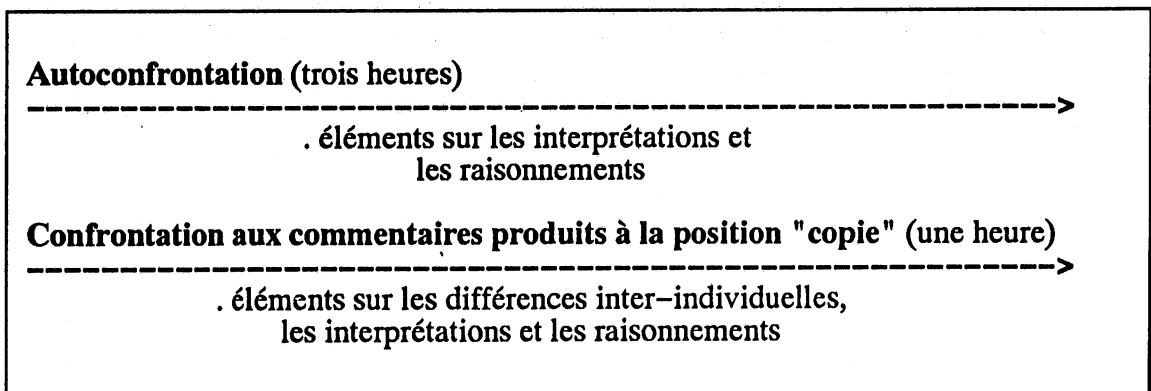 Autoconfrontation (trois heures)
. éléments sur les interprétations et
les raisonnements
Confrontation aux commentaires produits à la position "copie" (une heure)
. éléments sur les différences inter-individuelles,
les interprétations et les raisonnements